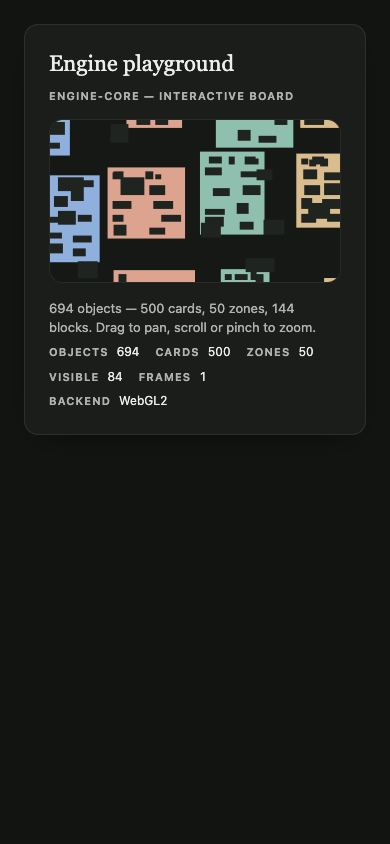 Engine playground
ENGINE-CORE — INTERACTIVE BOARD
694 objects — 500 cards, 50 zones, 144
blocks. Drag to pan, scroll or pinch to zoom.
OBJECTS 694 CARDS 500 ZONES 50
VISIBLE 84 FRAMES 1
BACKEND WebGL2